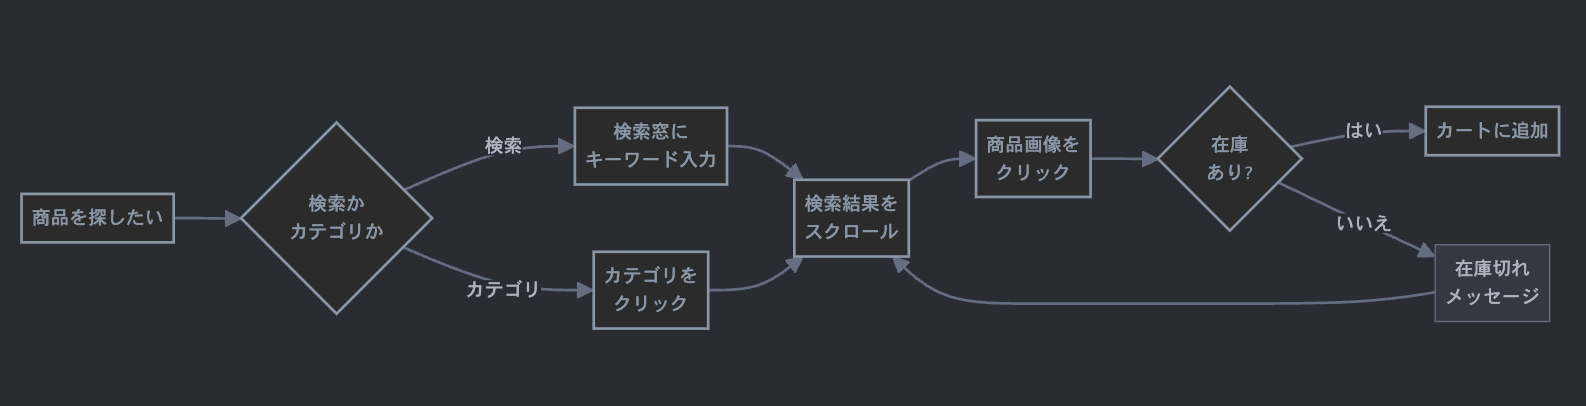 商品を探したい
検索か
カテゴリか
検索
カテゴリ
検索窓に
キーワード入力
カテゴリを
クリック
検索結果を
スクロール
商品画像を
クリック
在庫
あり?
はい
いいえ
カートに追加
在庫切れ
メッセージ